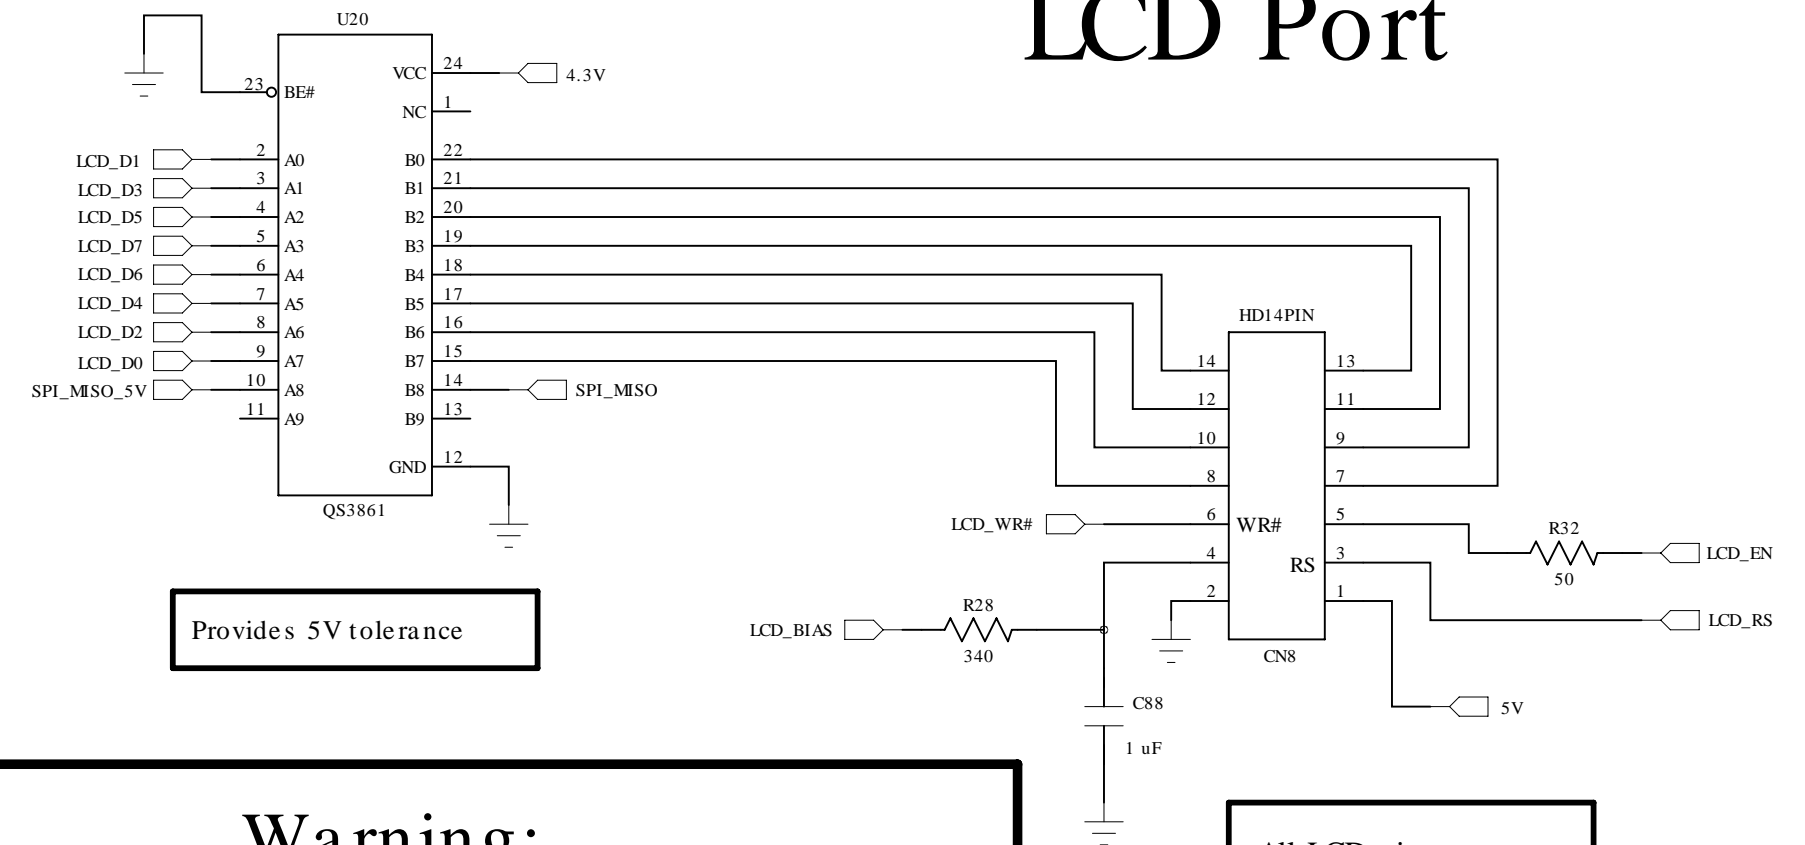 LCD Port
U20
VCC 24 4.3V
23 BE#
NC 1
LCD_D1 2 A0 B0 22
LCD_D3 3 A1 B1 21
LCD_D5 4 A2 B2 20
LCD_D7 5 A3 B3 19
LCD_D6 6 A4 B4 18
LCD_D4 7 A5 B5 17
LCD_D2 8 A6 B6 16
LCD_D0 9 A7 B7 15
SPI_MISO_5V 10 A8 B8 14 SPI_MISO
11 A9 B9 13
GND 12
QS3861
Provides 5V tolerance
HD14PIN
14 13
12 11
10 9
8 7
LCD_WR# 6 WR# 5 R32 50 LCD_EN
4 RS 3 LCD_RS
2 1 5V
CN8
LCD_BIAS R28 340
C88
1 uF
Warning:
All LCD